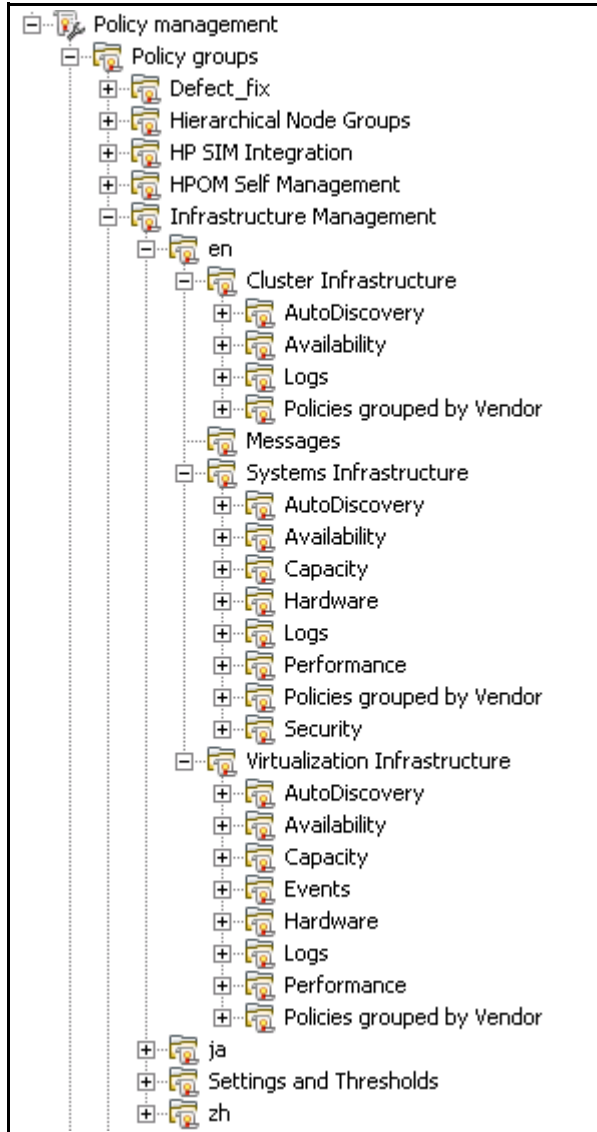 Policy management
Policy groups
Defect_fix
Hierarchical Node Groups
HP SIM Integration
HPOM Self Management
Infrastructure Management
en
Cluster Infrastructure
AutoDiscovery
Availability
Logs
Policies grouped by Vendor
Messages
Systems Infrastructure
AutoDiscovery
Availability
Capacity
Hardware
Logs
Performance
Policies grouped by Vendor
Security
Virtualization Infrastructure
AutoDiscovery
Availability
Capacity
Events
Hardware
Logs
Performance
Policies grouped by Vendor
ja
Settings and Thresholds
zh